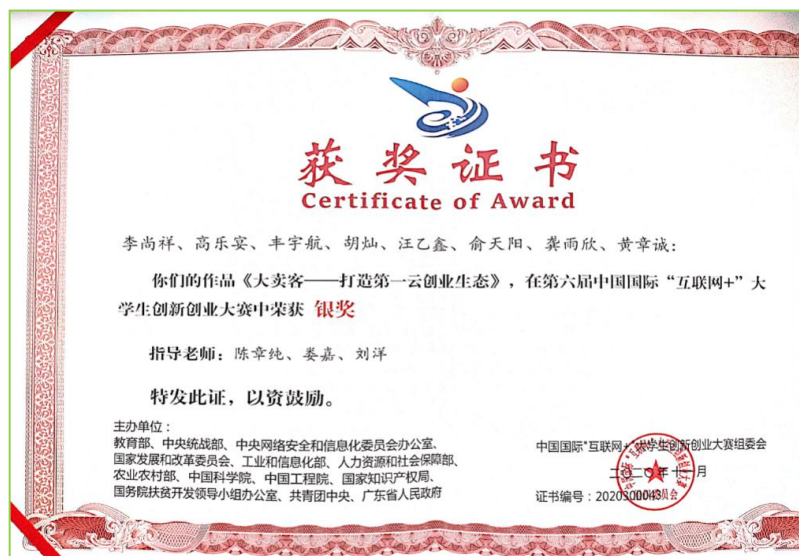 获奖证书
Certificate of Award
李尚祥、高乐宴、丰宇航、胡灿、汪乙鑫、俞天阳、龚雨欣、黄章诚：
你们的作品《大卖客——打造第一云创业生态》，在第六届中国国际“互联网+”大
学生创新创业大赛中荣获 银奖
指导老师：陈章纯、娄嘉、刘洋
特发此证，以资鼓励。
主办单位：
教育部、中央统战部、中央网络安全和信息化委员会办公室、
国家发展和改革委员会、工业和信息化部、人力资源和社会保障部、
农业农村部、中国科学院、中国工程院、国家知识产权局、
国务院扶贫开发领导小组办公室、共青团中央、广东省人民政府
中国国际“互联网+”大学生创新创业大赛组委会
二〇二〇年十一月
证书编号：2020300043